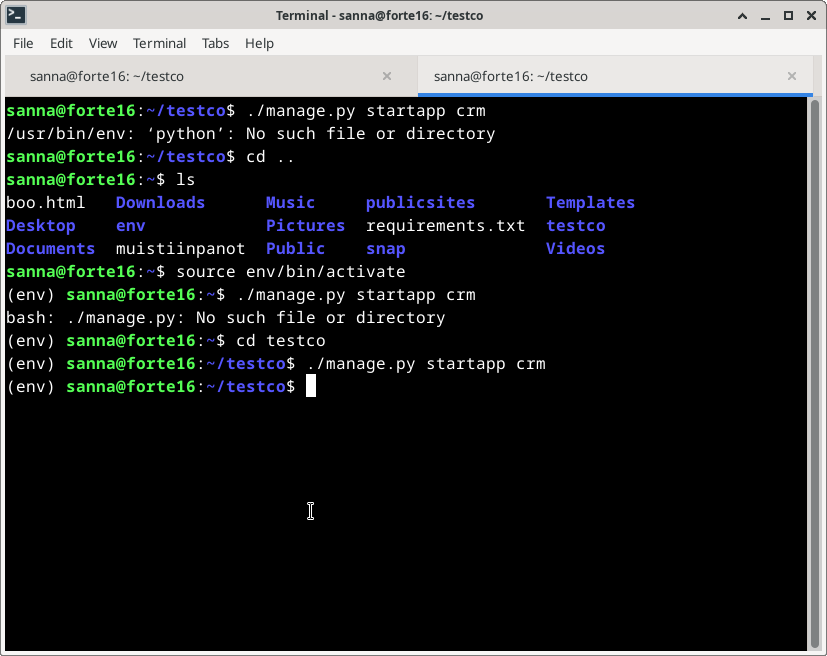 Terminal - sanna@forte16: ~/testco
File Edit View Terminal Tabs Help
sanna@forte16: ~/testco sanna@forte16: ~/testco
sanna@forte16:~/testco$ ./manage.py startapp crm
/usr/bin/env: ‘python’: No such file or directory
sanna@forte16:~/testco$ cd ..
sanna@forte16:~$ ls
boo.html Downloads Music publicsites Templates
Desktop env Pictures requirements.txt testco
Documents muistiinpanot Public snap Videos
sanna@forte16:~$ source env/bin/activate
(env) sanna@forte16:~$ ./manage.py startapp crm
bash: ./manage.py: No such file or directory
(env) sanna@forte16:~$ cd testco
(env) sanna@forte16:~/testco$ ./manage.py startapp crm
(env) sanna@forte16:~/testco$